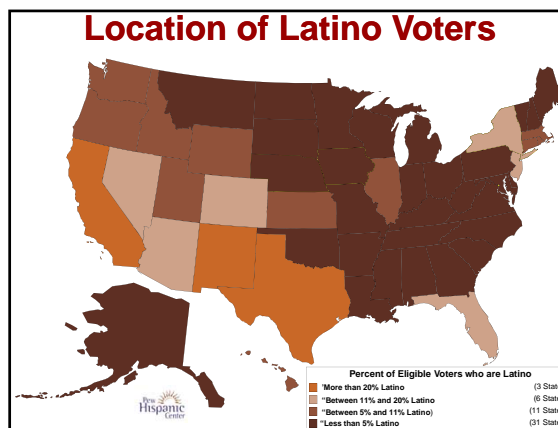 Location of Latino Voters
Percent of Eligible Voters who are Latino
"More than 20% Latino (3 Stat
"Between 11% and 20% Latino (6 Stat
"Between 5% and 11% Latino) (11 Stat
"Less than 5% Latino (31 Stat
Pew
Hispanic
Center